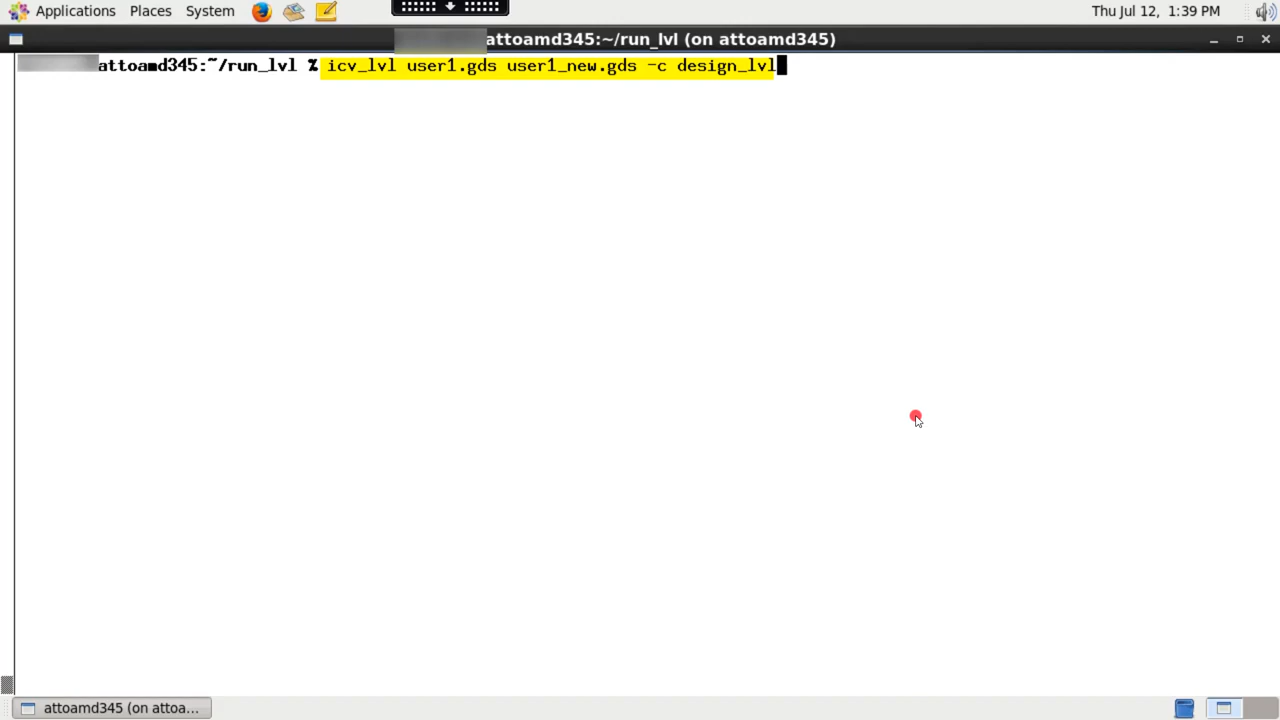 Applications Places System Thu Jul 12, 1:39 PM
attoamd345:~/run_lvl (on attoamd345)
attoamd345:~/run_lvl % icv_lvl user1.gds user1_new.gds -c design_lvl
attoamd345 (on attoa...